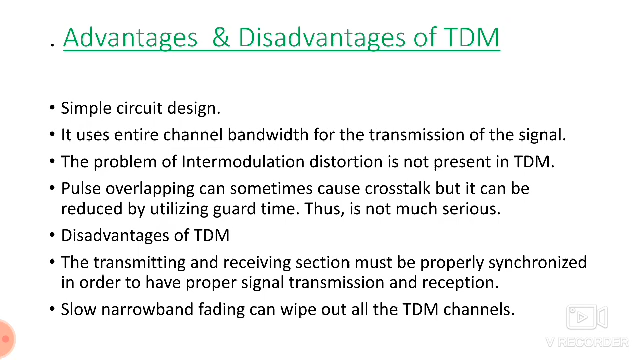 . Advantages & Disadvantages of TDM
• Simple circuit design.
• It uses entire channel bandwidth for the transmission of the signal.
• The problem of Intermodulation distortion is not present in TDM.
• Pulse overlapping can sometimes cause crosstalk but it can be
reduced by utilizing guard time. Thus, is not much serious.
• Disadvantages of TDM
• The transmitting and receiving section must be properly synchronized
in order to have proper signal transmission and reception.
• Slow narrowband fading can wipe out all the TDM channels.
V RECORDER